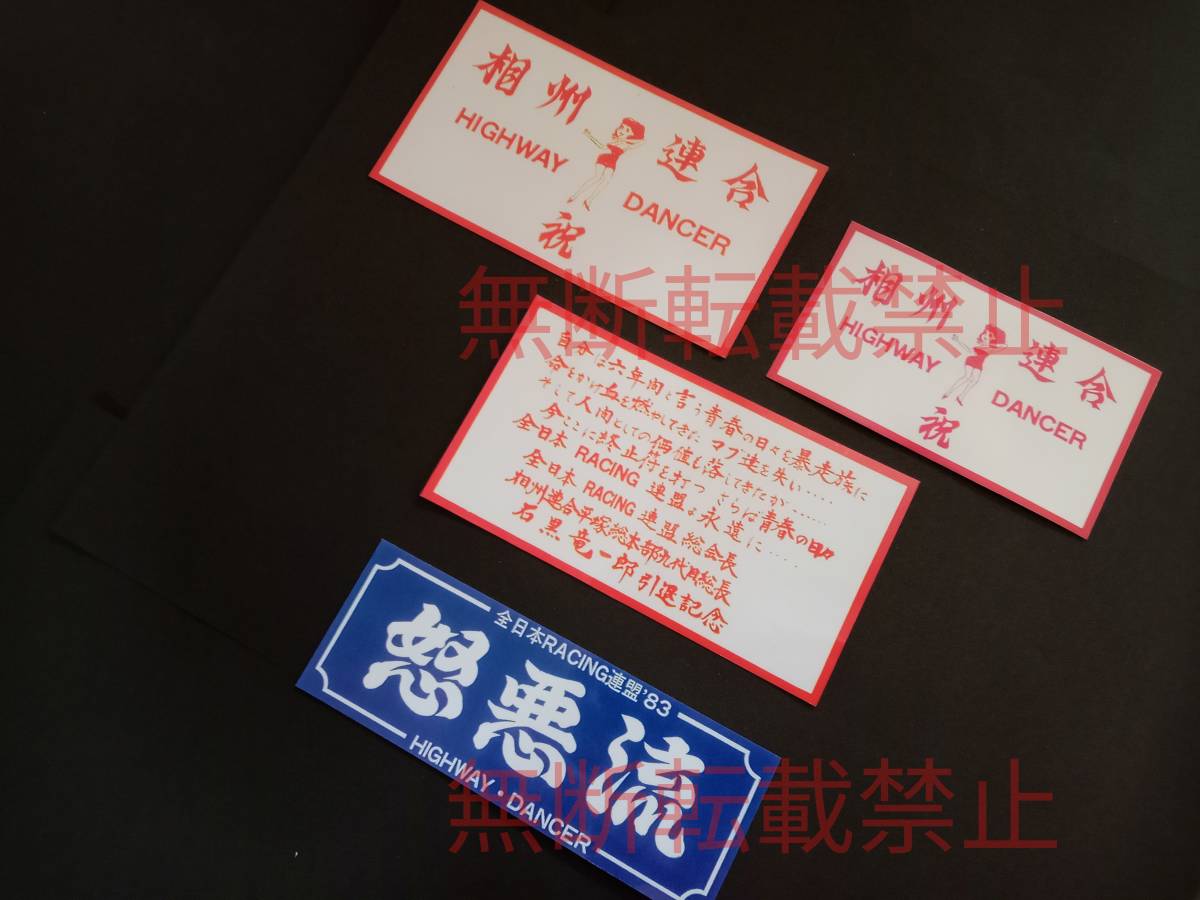 相州連合
HIGHWAY DANCER
祝
相州連合
HIGHWAY DANCER
祝
無断転載禁止
自分は六年間と言う青春の日々を暴走族に
命をかけ血を燃やしてきた マブ達を失い・・・・
そして人間としての価値も落してきたが・・・・・・
今ここに終止符を打つ さらば青春の日々
全日本 RACING 連盟よ永遠に・・・・・
全日本 RACING 連盟総会長
相州連合平塚総本部九代目総長
石黒竜一郎引退記念
全日本RACING連盟'83
怒悪流
HIGHWAY・DANCER
無断転載禁止